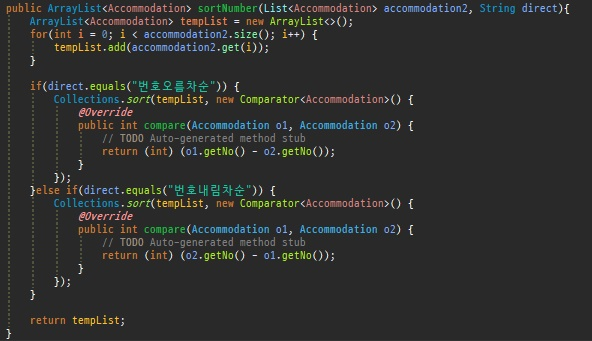 public ArrayList<Accommodation> sortNumber(List<Accommodation> accommodation2, String direct){
    ArrayList<Accommodation> tempList = new ArrayList<>();
    for(int i = 0; i < accommodation2.size(); i++) {
        tempList.add(accommodation2.get(i));
    }

    if(direct.equals("번호오름차순")) {
        Collections.sort(tempList, new Comparator<Accommodation>() {
            @Override
            public int compare(Accommodation o1, Accommodation o2) {
                // TODO Auto-generated method stub
                return (int) (o1.getNo() - o2.getNo());
            }
        });
    }else if(direct.equals("번호내림차순")) {
        Collections.sort(tempList, new Comparator<Accommodation>() {
            @Override
            public int compare(Accommodation o1, Accommodation o2) {
                // TODO Auto-generated method stub
                return (int) (o2.getNo() - o1.getNo());
            }
        });
    }

    return tempList;
}